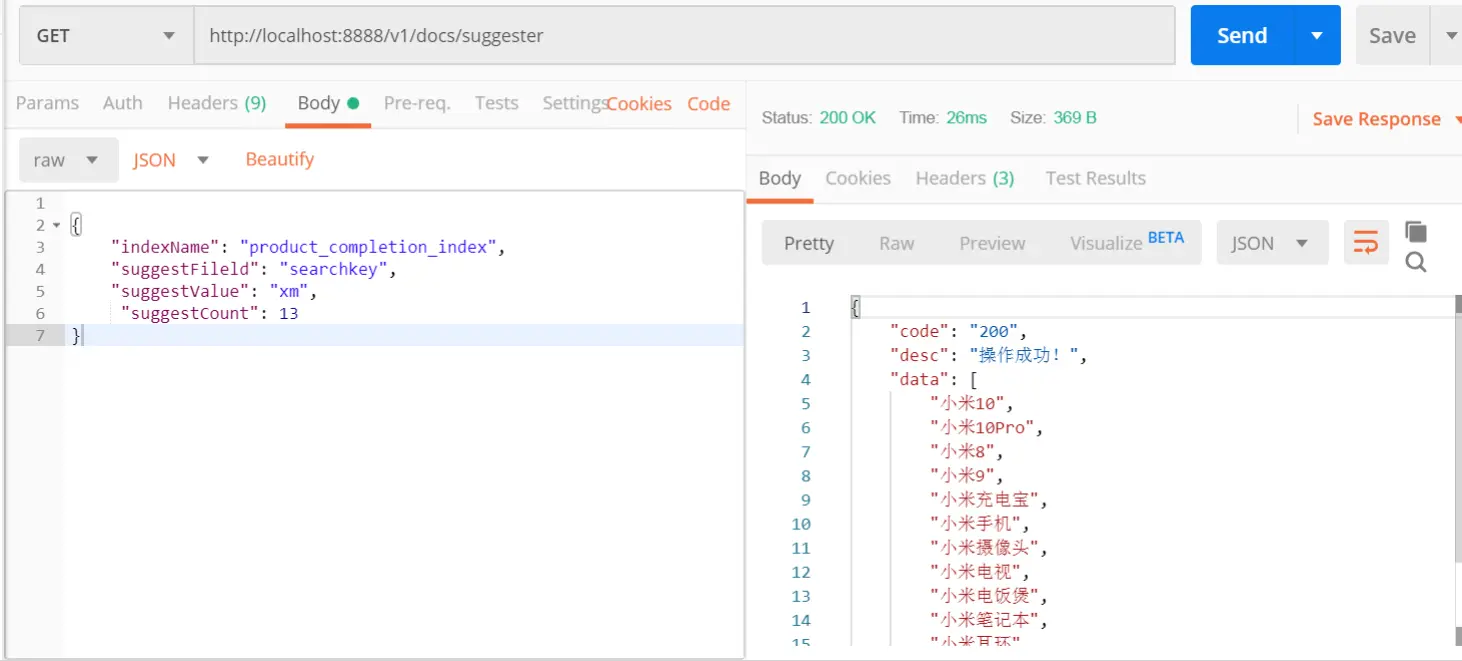 GET http://localhost:8888/v1/docs/suggester Send Save
Params Auth Headers (9) Body Pre-req. Tests Settings Cookies Code
raw JSON Beautify
1
2 {
3 "indexName": "product_completion_index",
4 "suggestFileld": "searchkey",
5 "suggestValue": "xm",
6 "suggestCount": 13
7 }
Status: 200 OK Time: 26ms Size: 369 B Save Response
Body Cookies Headers (3) Test Results
Pretty Raw Preview Visualize BETA JSON
1 {
2 "code": "200",
3 "desc": "操作成功！",
4 "data": [
5 "小米10",
6 "小米10Pro",
7 "小米8",
8 "小米9",
9 "小米充电宝",
10 "小米手机",
11 "小米摄像头",
12 "小米电视",
13 "小米电饭煲",
14 "小米笔记本",
15 "小米耳环"